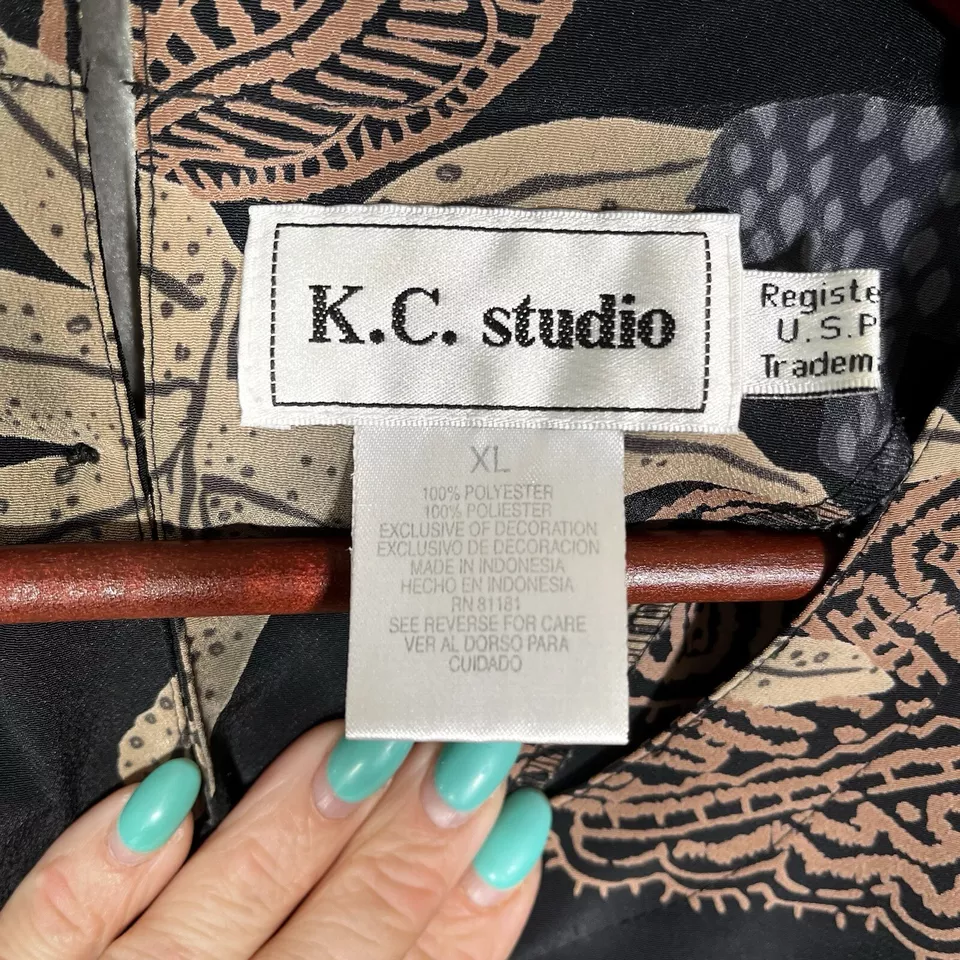 K.C. studio
Registe
U.S.P
Tradem
XL
100% POLYESTER
100% POLIESTER
EXCLUSIVE OF DECORATION
EXCLUSIVO DE DECORACION
MADE IN INDONESIA
HECHO EN INDONESIA
RN 81181
SEE REVERSE FOR CARE
VER AL DORSO PARA
CUIDADO